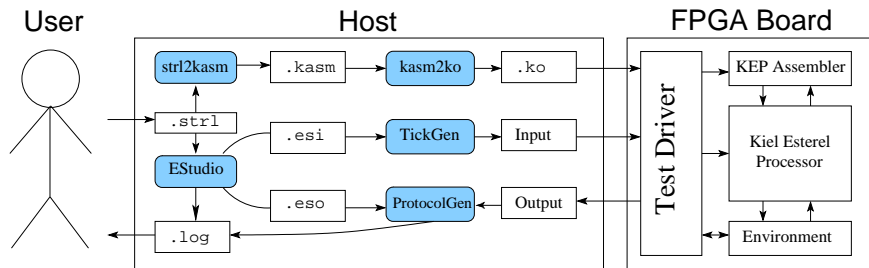 User
Host
FPGA Board
strl2kasm
.kasm
kasm2ko
.ko
KEP Assembler
.strl
.esi
TickGen
Input
Test Driver
Kiel Esterel
Processor
EStudio
.eso
ProtocolGen
Output
.log
Environment